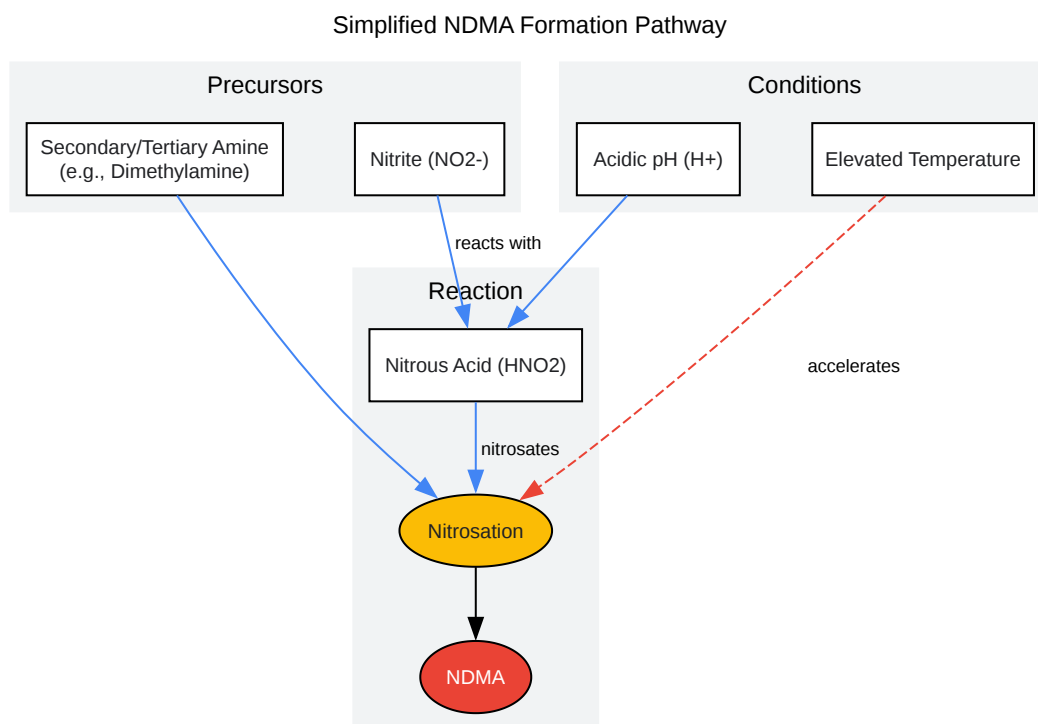 Simplified NDMA Formation Pathway
Precursors
Conditions
Secondary/Tertiary Amine
(e.g., Dimethylamine)
Nitrite (NO2-)
Acidic pH (H+)
Elevated Temperature
reacts with
Reaction
Nitrous Acid (HNO2)
accelerates
nitrosates
Nitrosation
NDMA